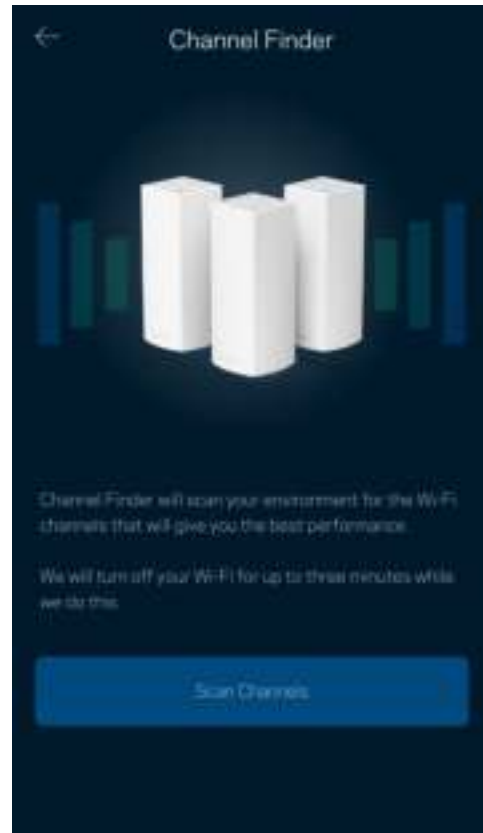 Channel Finder
Channel Finder will scan your environment for the Wi-Fi
channels that will give you the best performance.
We will turn off your Wi-Fi for up to three minutes while
we do this.
Scan Channels